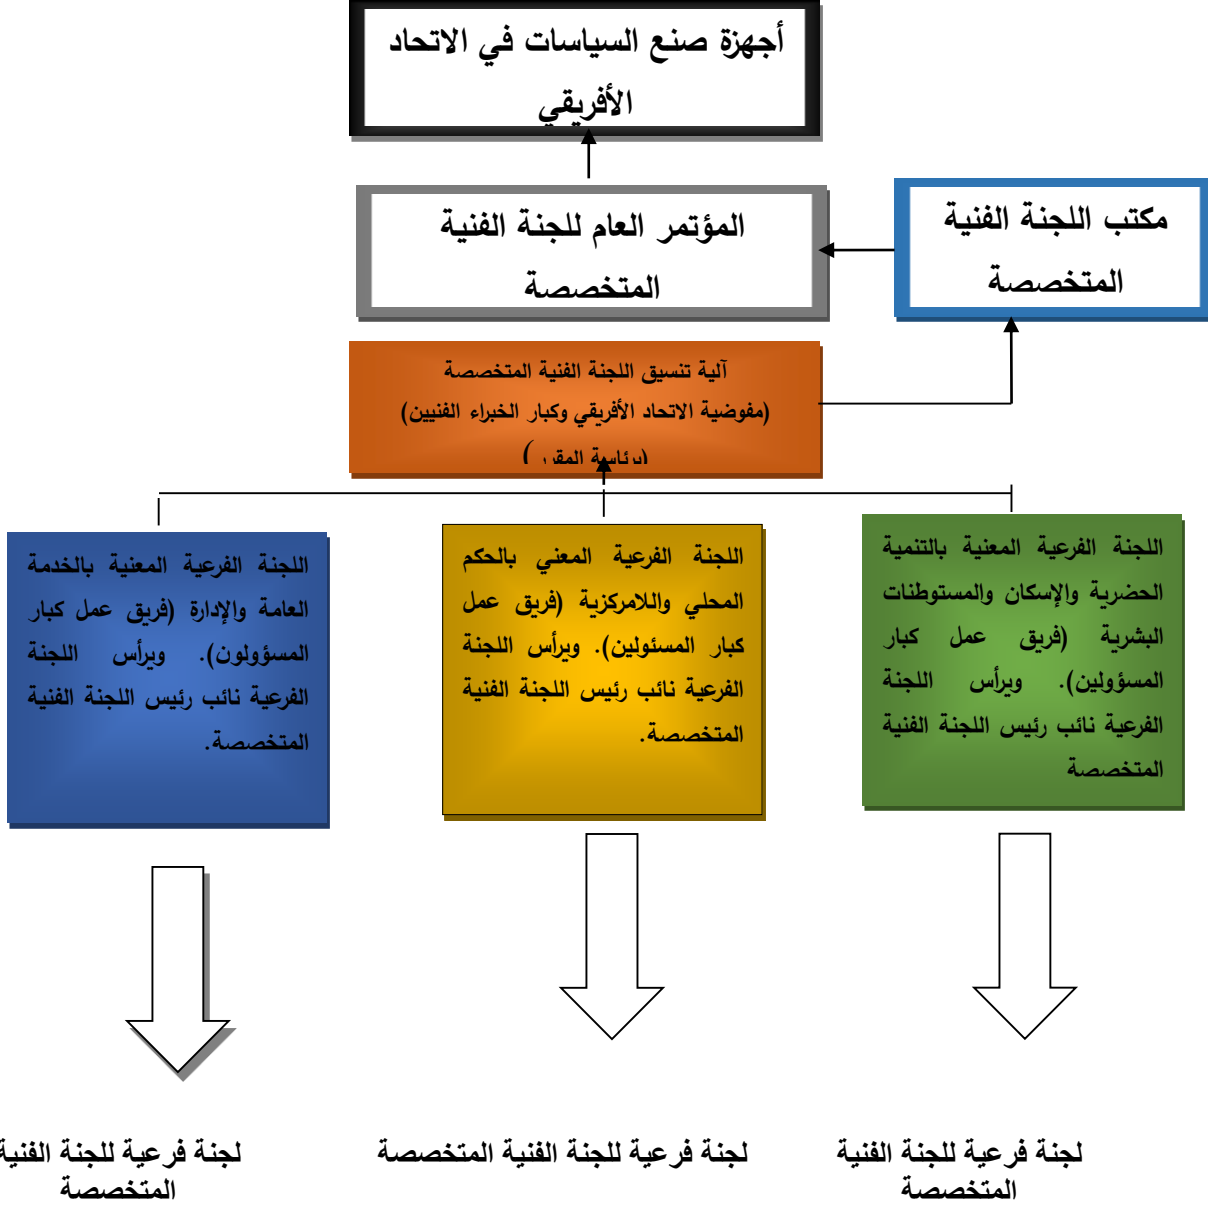 أجهزة صنع السياسات في الاتحاد
الأفريقي
المؤتمر العام للجنة الفنية
المتخصصة
مكتب اللجنة الفنية
المتخصصة
آلية تنسيق اللجنة الفنية المتخصصة
(مفوضية الاتحاد الأفريقي وكبار الخبراء الفنيين)
(برئاسة المقرر)
اللجنة الفرعية المعنية بالتنمية
الحضرية والإسكان والمستوطنات
البشرية (فريق عمل كبار
المسؤولين). ويرأس اللجنة
الفرعية نائب رئيس اللجنة الفنية
المتخصصة
اللجنة الفرعية المعني بالحكم
المحلي واللامركزية (فريق عمل
كبار المسئولين). ويرأس اللجنة
الفرعية نائب رئيس اللجنة الفنية
المتخصصة.
اللجنة الفرعية المعنية بالخدمة
العامة والإدارة (فريق عمل كبار
المسؤولون). ويرأس اللجنة
الفرعية نائب رئيس اللجنة الفنية
المتخصصة.
لجنة فرعية للجنة الفنية
المتخصصة
لجنة فرعية للجنة الفنية المتخصصة
لجنة فرعية للجنة الفنية
المتخصصة